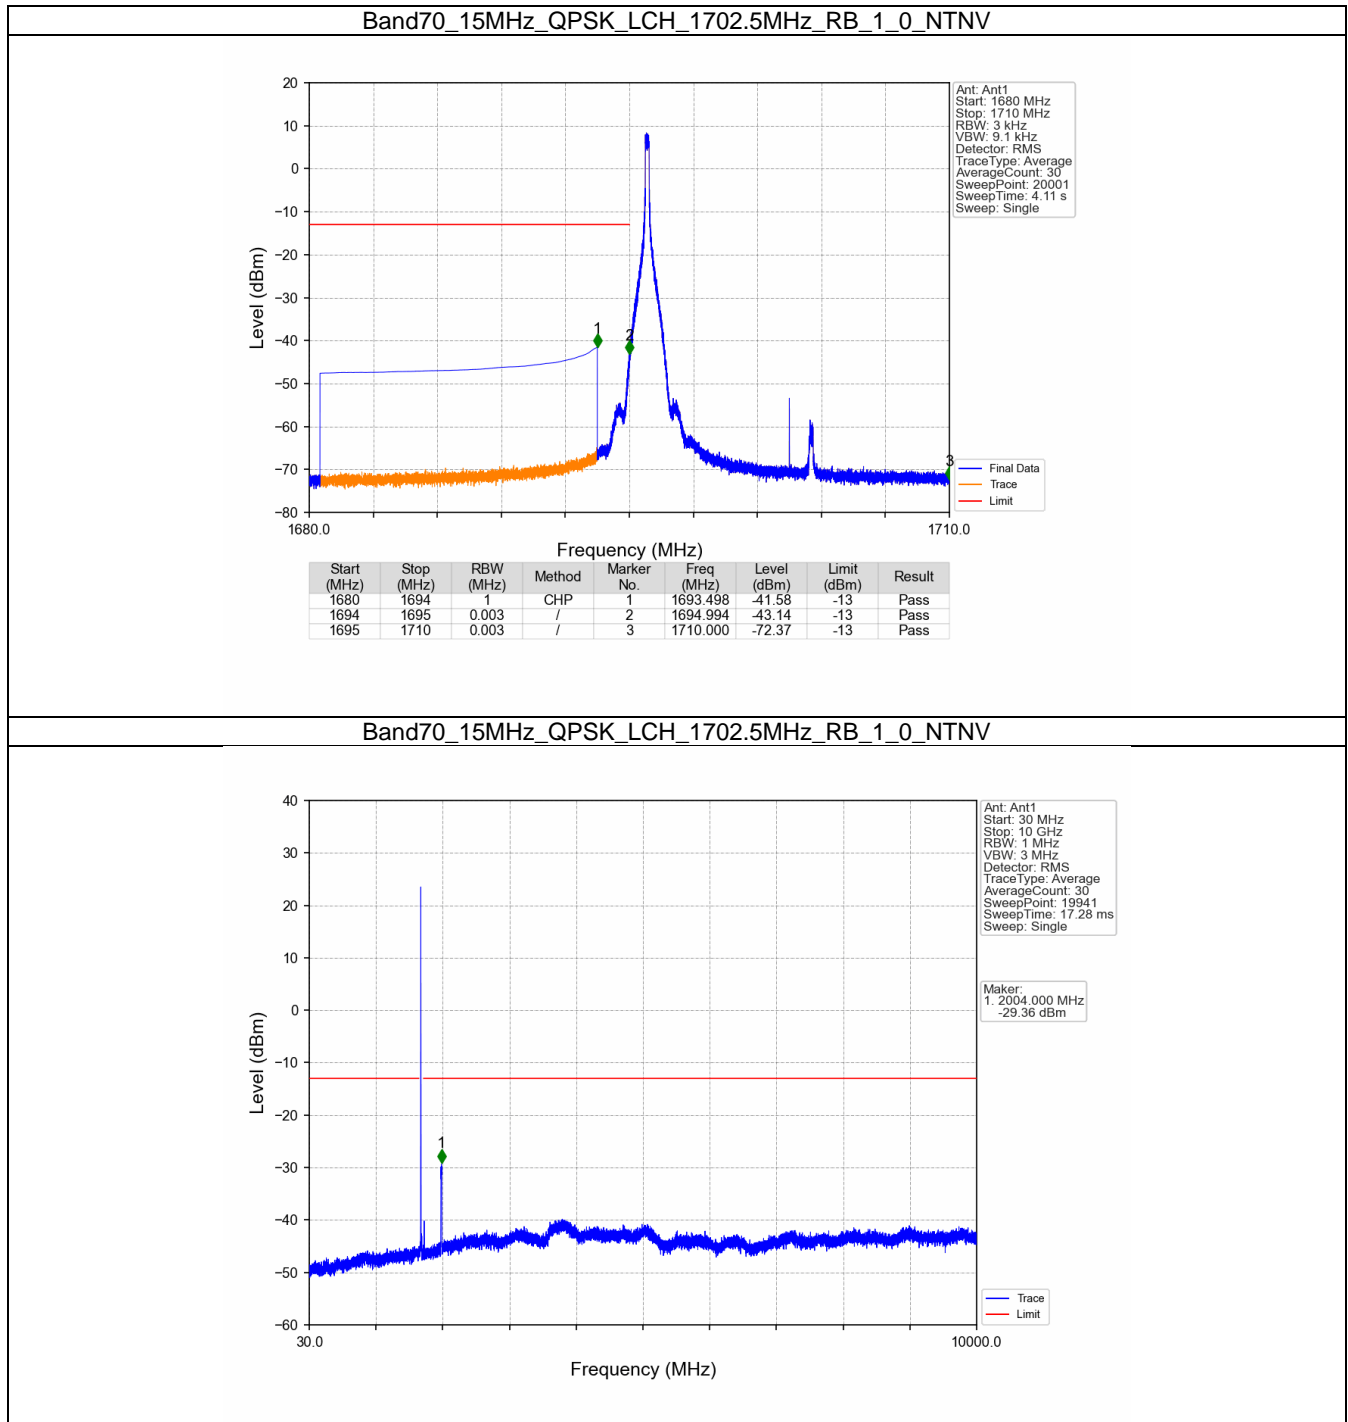 Band70_15MHz_QPSK_LCH_1702.5MHz_RB_1_0_NTNV
20
10
0
−10
−20
−30
−40
−50
−60
−70
−80
Level (dBm)
1680.0
1710.0
Frequency (MHz)
1
2
3
Ant: Ant1
Start: 1680 MHz
Stop: 1710 MHz
RBW: 3 kHz
VBW: 9.1 kHz
Detector: RMS
TraceType: Average
AverageCount: 30
SweepPoint: 20001
SweepTime: 4.11 s
Sweep: Single
Final Data
Trace
Limit
Start (MHz) Stop (MHz) RBW (MHz) Method Marker No. Freq (MHz) Level (dBm) Limit (dBm) Result
1680 1694 1 CHP 1 1693.498 -41.58 -13 Pass
1694 1695 0.003 / 2 1694.994 -43.14 -13 Pass
1695 1710 0.003 / 3 1710.000 -72.37 -13 Pass
Band70_15MHz_QPSK_LCH_1702.5MHz_RB_1_0_NTNV
40
30
20
10
0
−10
−20
−30
−40
−50
−60
Level (dBm)
30.0
10000.0
Frequency (MHz)
1
Ant: Ant1
Start: 30 MHz
Stop: 10 GHz
RBW: 1 MHz
VBW: 3 MHz
Detector: RMS
TraceType: Average
AverageCount: 30
SweepPoint: 19941
SweepTime: 17.28 ms
Sweep: Single
Maker:
1. 2004.000 MHz
-29.36 dBm
Trace
Limit